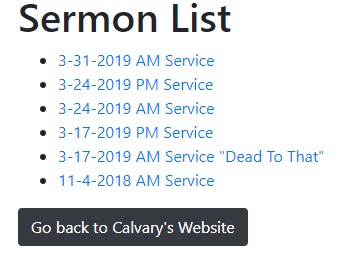 Sermon List
3-31-2019 AM Service
3-24-2019 PM Service
3-24-2019 AM Service
3-17-2019 PM Service
3-17-2019 AM Service "Dead To That"
11-4-2018 AM Service
Go back to Calvary's Website